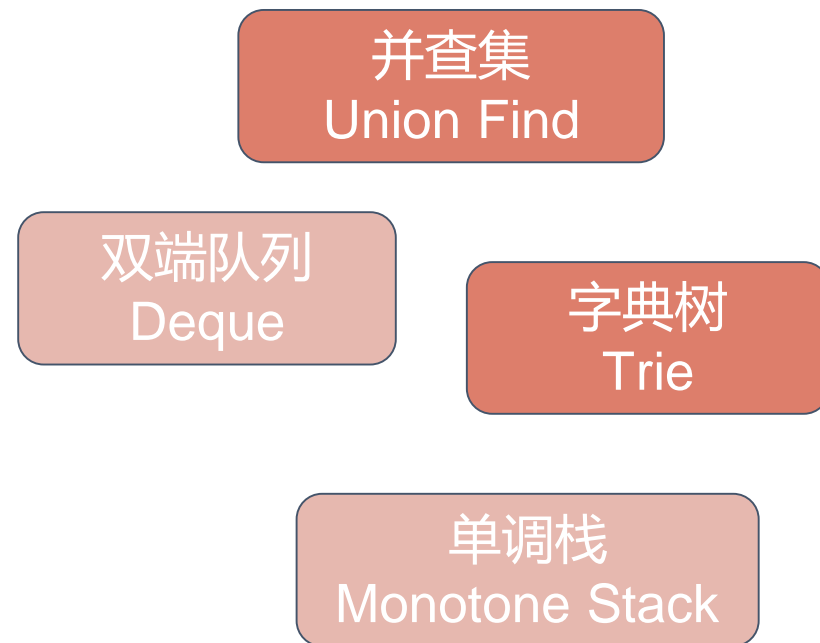 并查集
Union Find
双端队列
Deque
字典树
Trie
单调栈
Monotone Stack